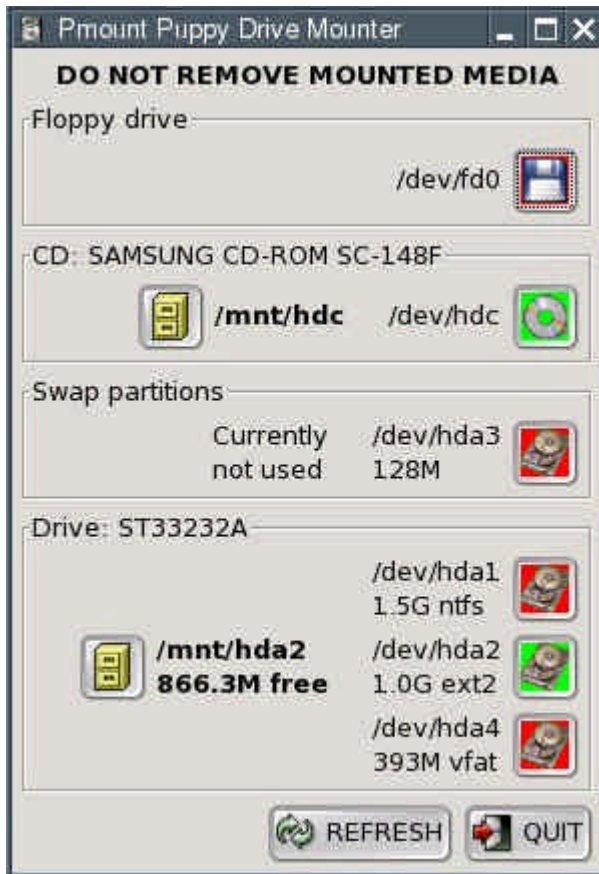 Pmount Puppy Drive Mounter
DO NOT REMOVE MOUNTED MEDIA
Floppy drive
/dev/fd0
CD: SAMSUNG CD-ROM SC-148F
/mnt/hdc /dev/hdc
Swap partitions
Currently /dev/hda3
not used 128M
Drive: ST33232A
/dev/hda1
1.5G ntfs
/mnt/hda2 /dev/hda2
866.3M free 1.0G ext2
/dev/hda4
393M vfat
REFRESH QUIT